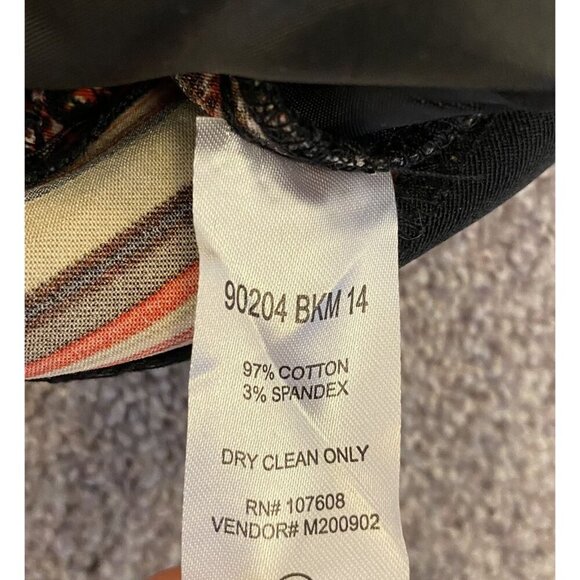 90204 BKM 14
97% COTTON
3% SPANDEX
DRY CLEAN ONLY
RN# 107608
VENDOR# M200902